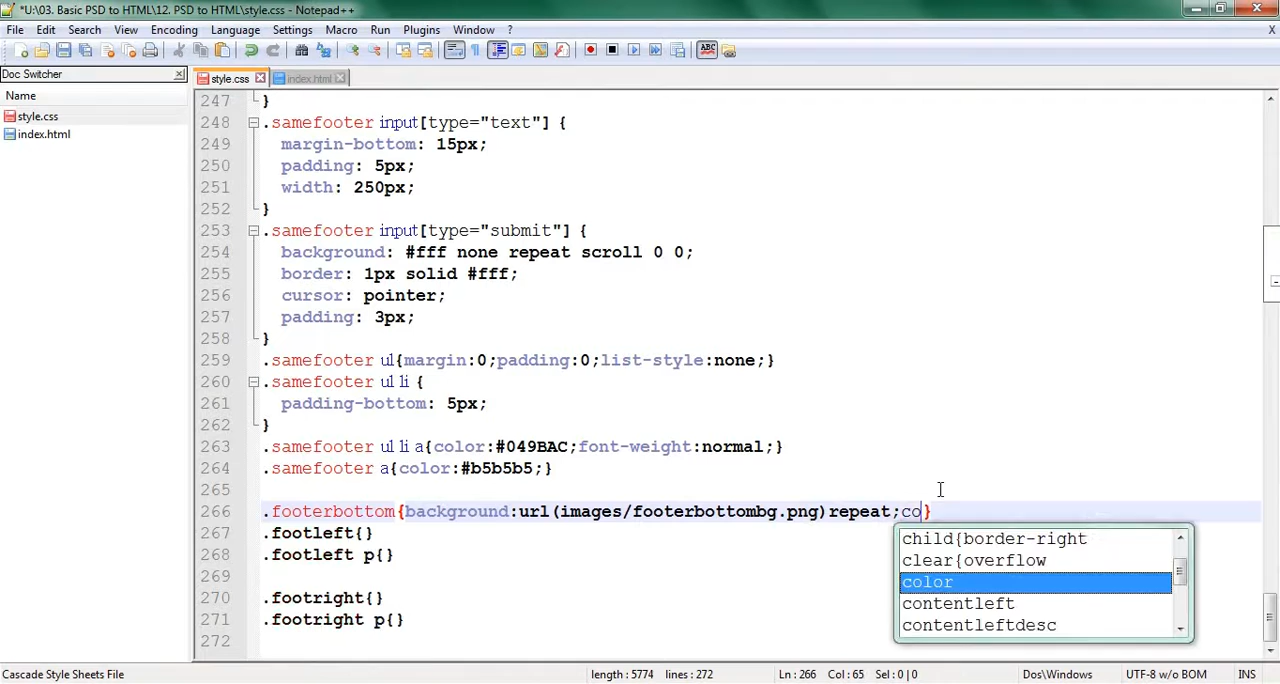 *U:\03. Basic PSD to HTML\12. PSD to HTML\style.css - Notepad++
File Edit Search View Encoding Language Settings Macro Run Plugins Window ? X
Doc Switcher
style.css index.html
Name
style.css
index.html
247 }
248 .samefooter input[type="text"] {
249 margin-bottom: 15px;
250 padding: 5px;
251 width: 250px;
252 }
253 .samefooter input[type="submit"] {
254 background: #fff none repeat scroll 0 0;
255 border: 1px solid #fff;
256 cursor: pointer;
257 padding: 3px;
258 }
259 .samefooter ul{margin:0;padding:0;list-style:none;}
260 .samefooter ul li {
261 padding-bottom: 5px;
262 }
263 .samefooter ul li a{color:#049BAC;font-weight:normal;}
264 .samefooter a{color:#b5b5b5;}
265
266 .footerbottom{background:url(images/footerbottombg.png)repeat;co}
267 .footleft{}
268 .footleft p{}
269
270 .footright{}
271 .footright p{}
272
child{border-right
clear{overflow
color
contentleft
contentleftdesc
Cascade Style Sheets File length : 5774 lines : 272 Ln : 266 Col : 65 Sel : 0 | 0 Dos\Windows UTF-8 w/o BOM INS